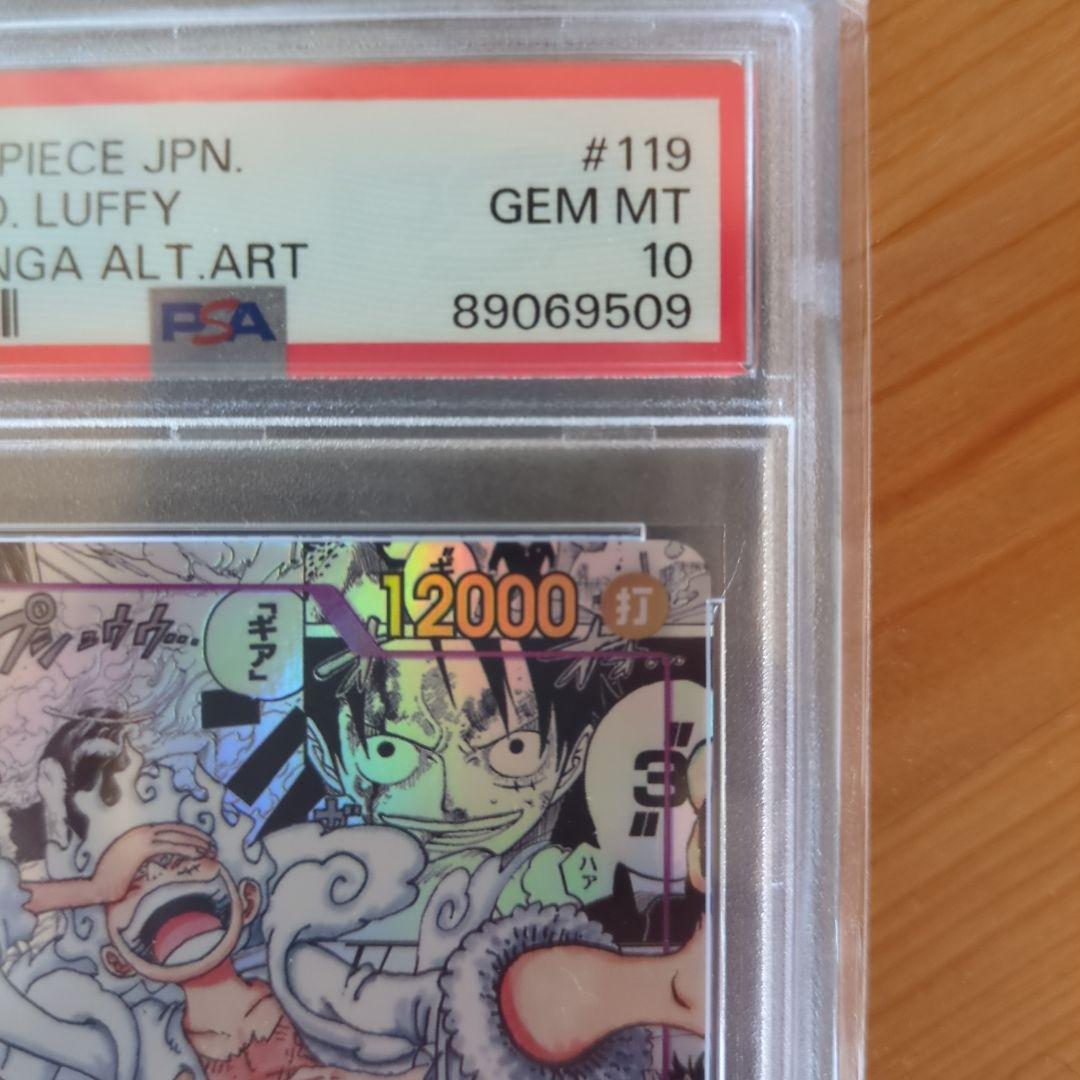 PIECE JPN.
#119
D. LUFFY
GEM MT
NGA ALT.ART
10
PSA
89069509
12000 打
プシュウウ...
「ギア」
"3"
ハァ